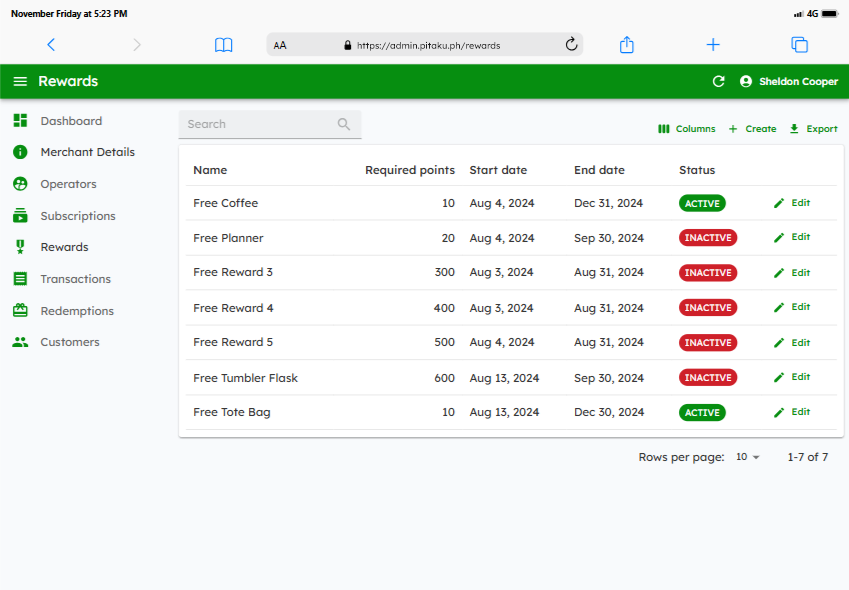 November Friday at 5:23 PM
4G
AA
https://admin.pitaku.ph/rewards
Rewards
Sheldon Cooper
Dashboard
Merchant Details
Operators
Subscriptions
Rewards
Transactions
Redemptions
Customers
Search
Columns
Create
Export
Name Required points Start date End date Status
Free Coffee 10 Aug 4, 2024 Dec 31, 2024 ACTIVE Edit
Free Planner 20 Aug 4, 2024 Sep 30, 2024 INACTIVE Edit
Free Reward 3 300 Aug 3, 2024 Aug 31, 2024 INACTIVE Edit
Free Reward 4 400 Aug 3, 2024 Aug 31, 2024 INACTIVE Edit
Free Reward 5 500 Aug 4, 2024 Aug 31, 2024 INACTIVE Edit
Free Tumbler Flask 600 Aug 13, 2024 Sep 30, 2024 INACTIVE Edit
Free Tote Bag 10 Aug 13, 2024 Dec 30, 2024 ACTIVE Edit
Rows per page: 10 1-7 of 7